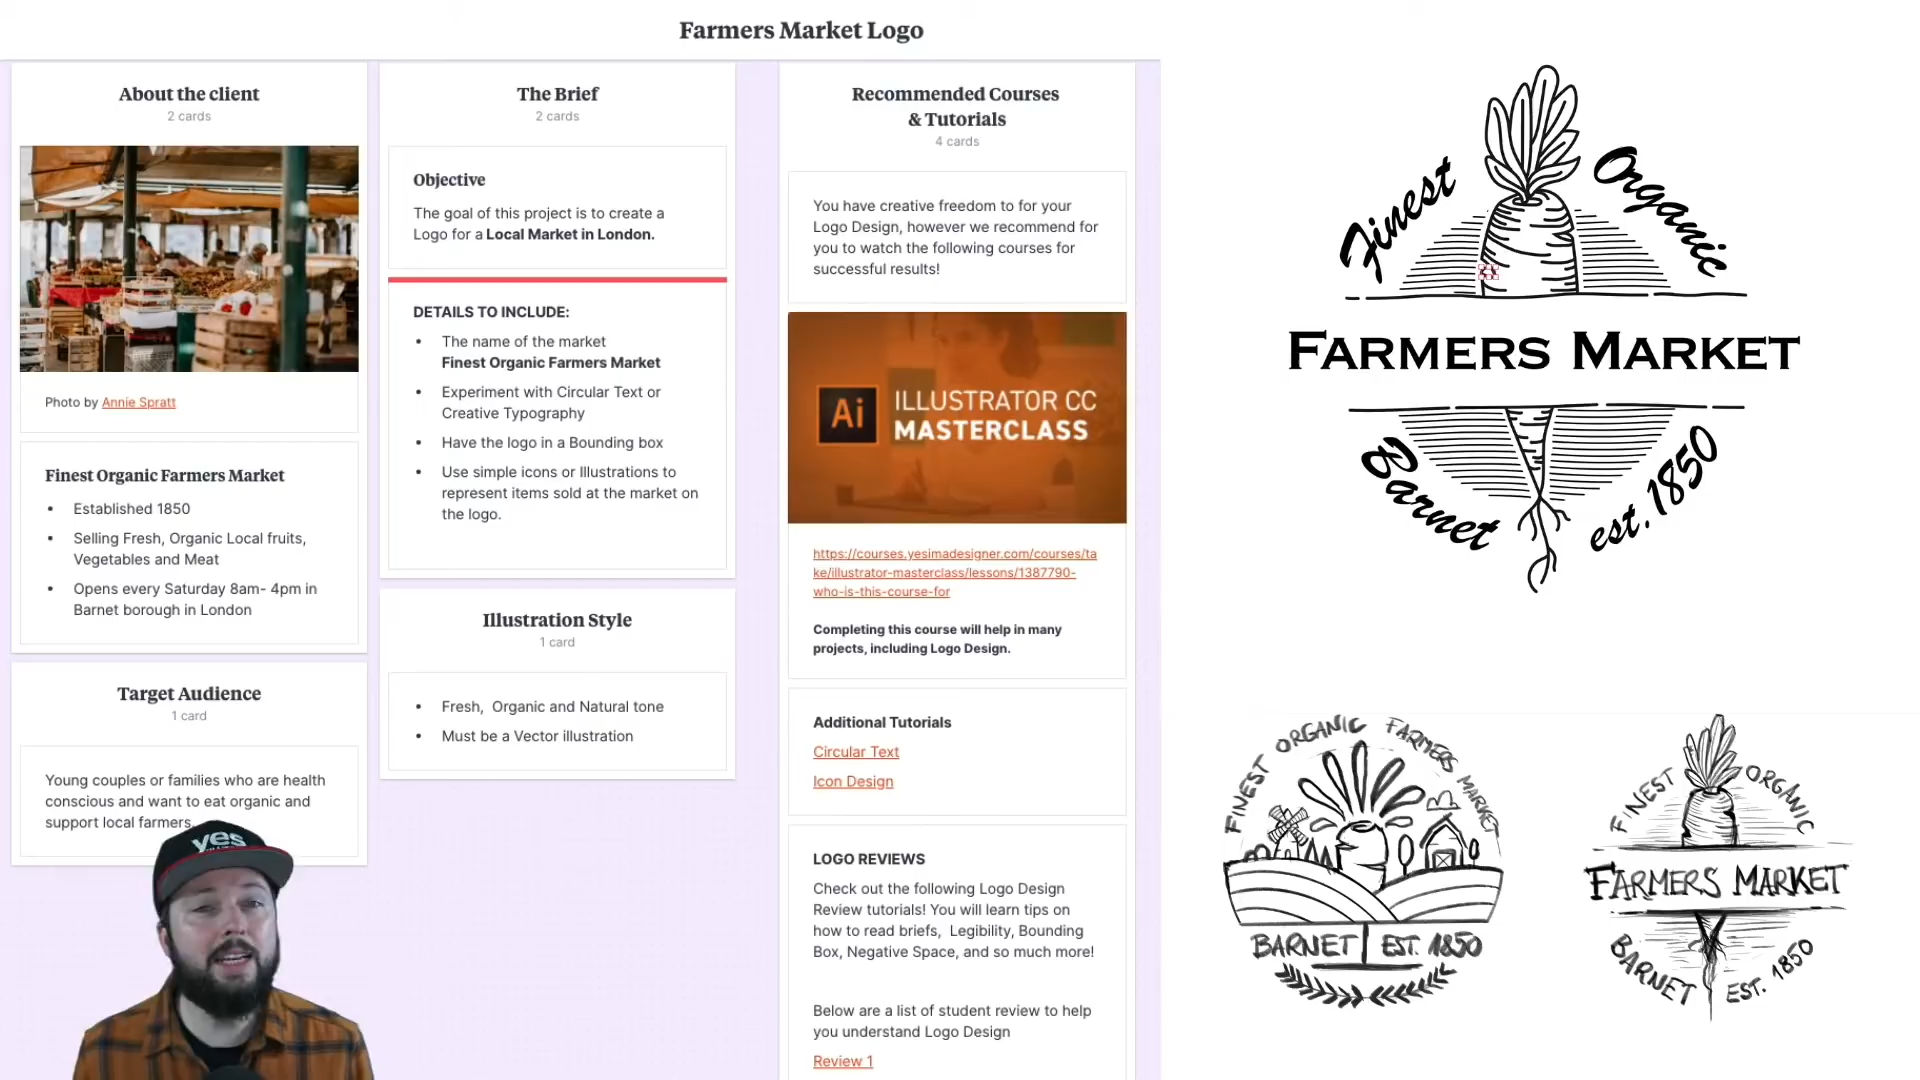 Farmers Market Logo
About the client
2 cards
Photo by Annie Spratt
Finest Organic Farmers Market
• Established 1850
• Selling Fresh, Organic Local fruits,
Vegetables and Meat
• Opens every Saturday 8am- 4pm in
Barnet borough in London
Target Audience
1 card
Young couples or families who are health
conscious and want to eat organic and
support local farmers.
yes
The Brief
2 cards
Objective
The goal of this project is to create a
Logo for a Local Market in London.
DETAILS TO INCLUDE:
• The name of the market
Finest Organic Farmers Market
• Experiment with Circular Text or
Creative Typography
• Have the logo in a Bounding box
• Use simple icons or Illustrations to
represent items sold at the market on
the logo.
Illustration Style
1 card
• Fresh, Organic and Natural tone
• Must be a Vector illustration
Recommended Courses
& Tutorials
4 cards
You have creative freedom to for your
Logo Design, however we recommend for
you to watch the following courses for
successful results!
Ai
ILLUSTRATOR CC
MASTERCLASS
https://courses.yesimadesigner.com/courses/ta
ke/illustrator-masterclass/lessons/1387790-
who-is-this-course-for
Completing this course will help in many
projects, including Logo Design.
Additional Tutorials
Circular Text
Icon Design
LOGO REVIEWS
Check out the following Logo Design
Review tutorials! You will learn tips on
how to read briefs, Legibility, Bounding
Box, Negative Space, and so much more!
Below are a list of student review to help
you understand Logo Design
Review 1
Finest Organic
FARMERS MARKET
Barnet est. 1850
FINEST ORGANIC FARMERS MARKET
BARNET EST. 1850
FINEST ORGANIC
FARMERS MARKET
BARNET EST. 1850